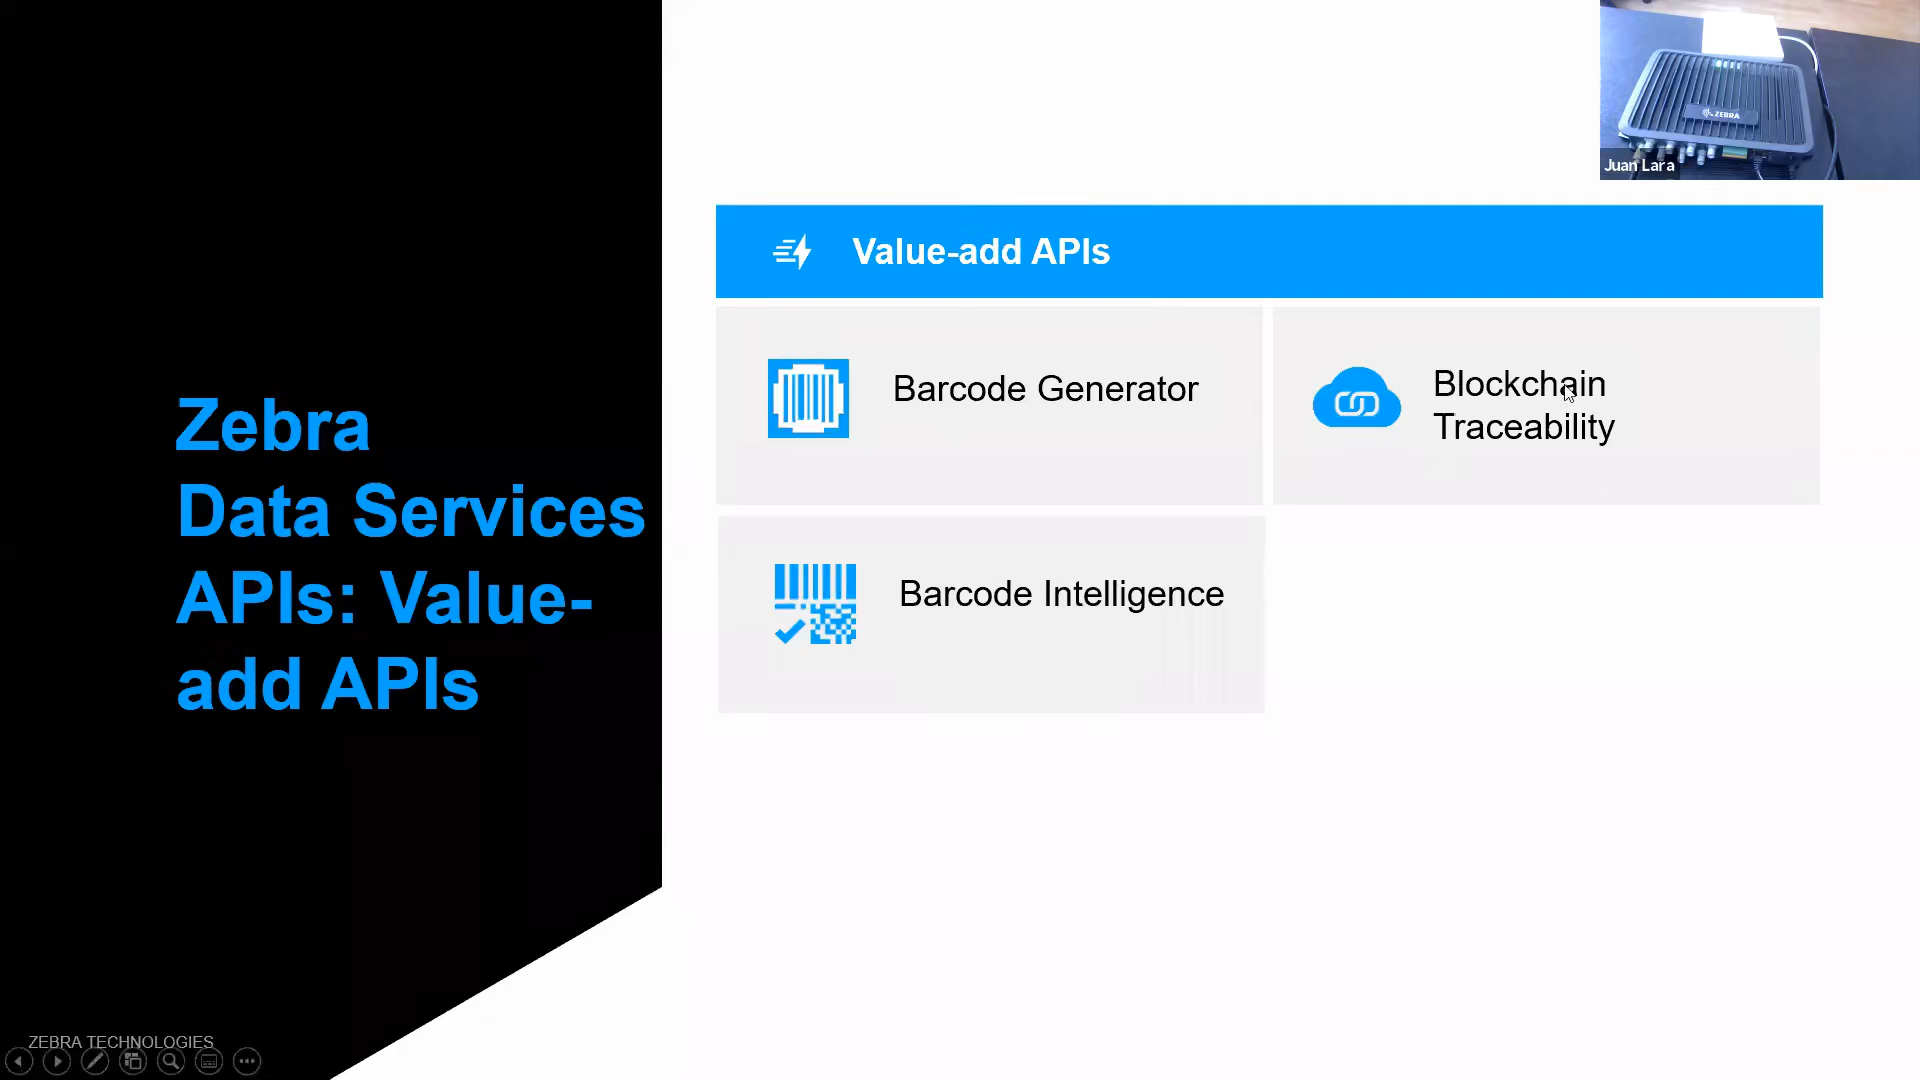 ZEBRA
Juan Lara
Value-add APIs
Barcode Generator
Blockchain
Traceability
Barcode Intelligence
Zebra
Data Services
APIs: Value-
add APIs
ZEBRA TECHNOLOGIES